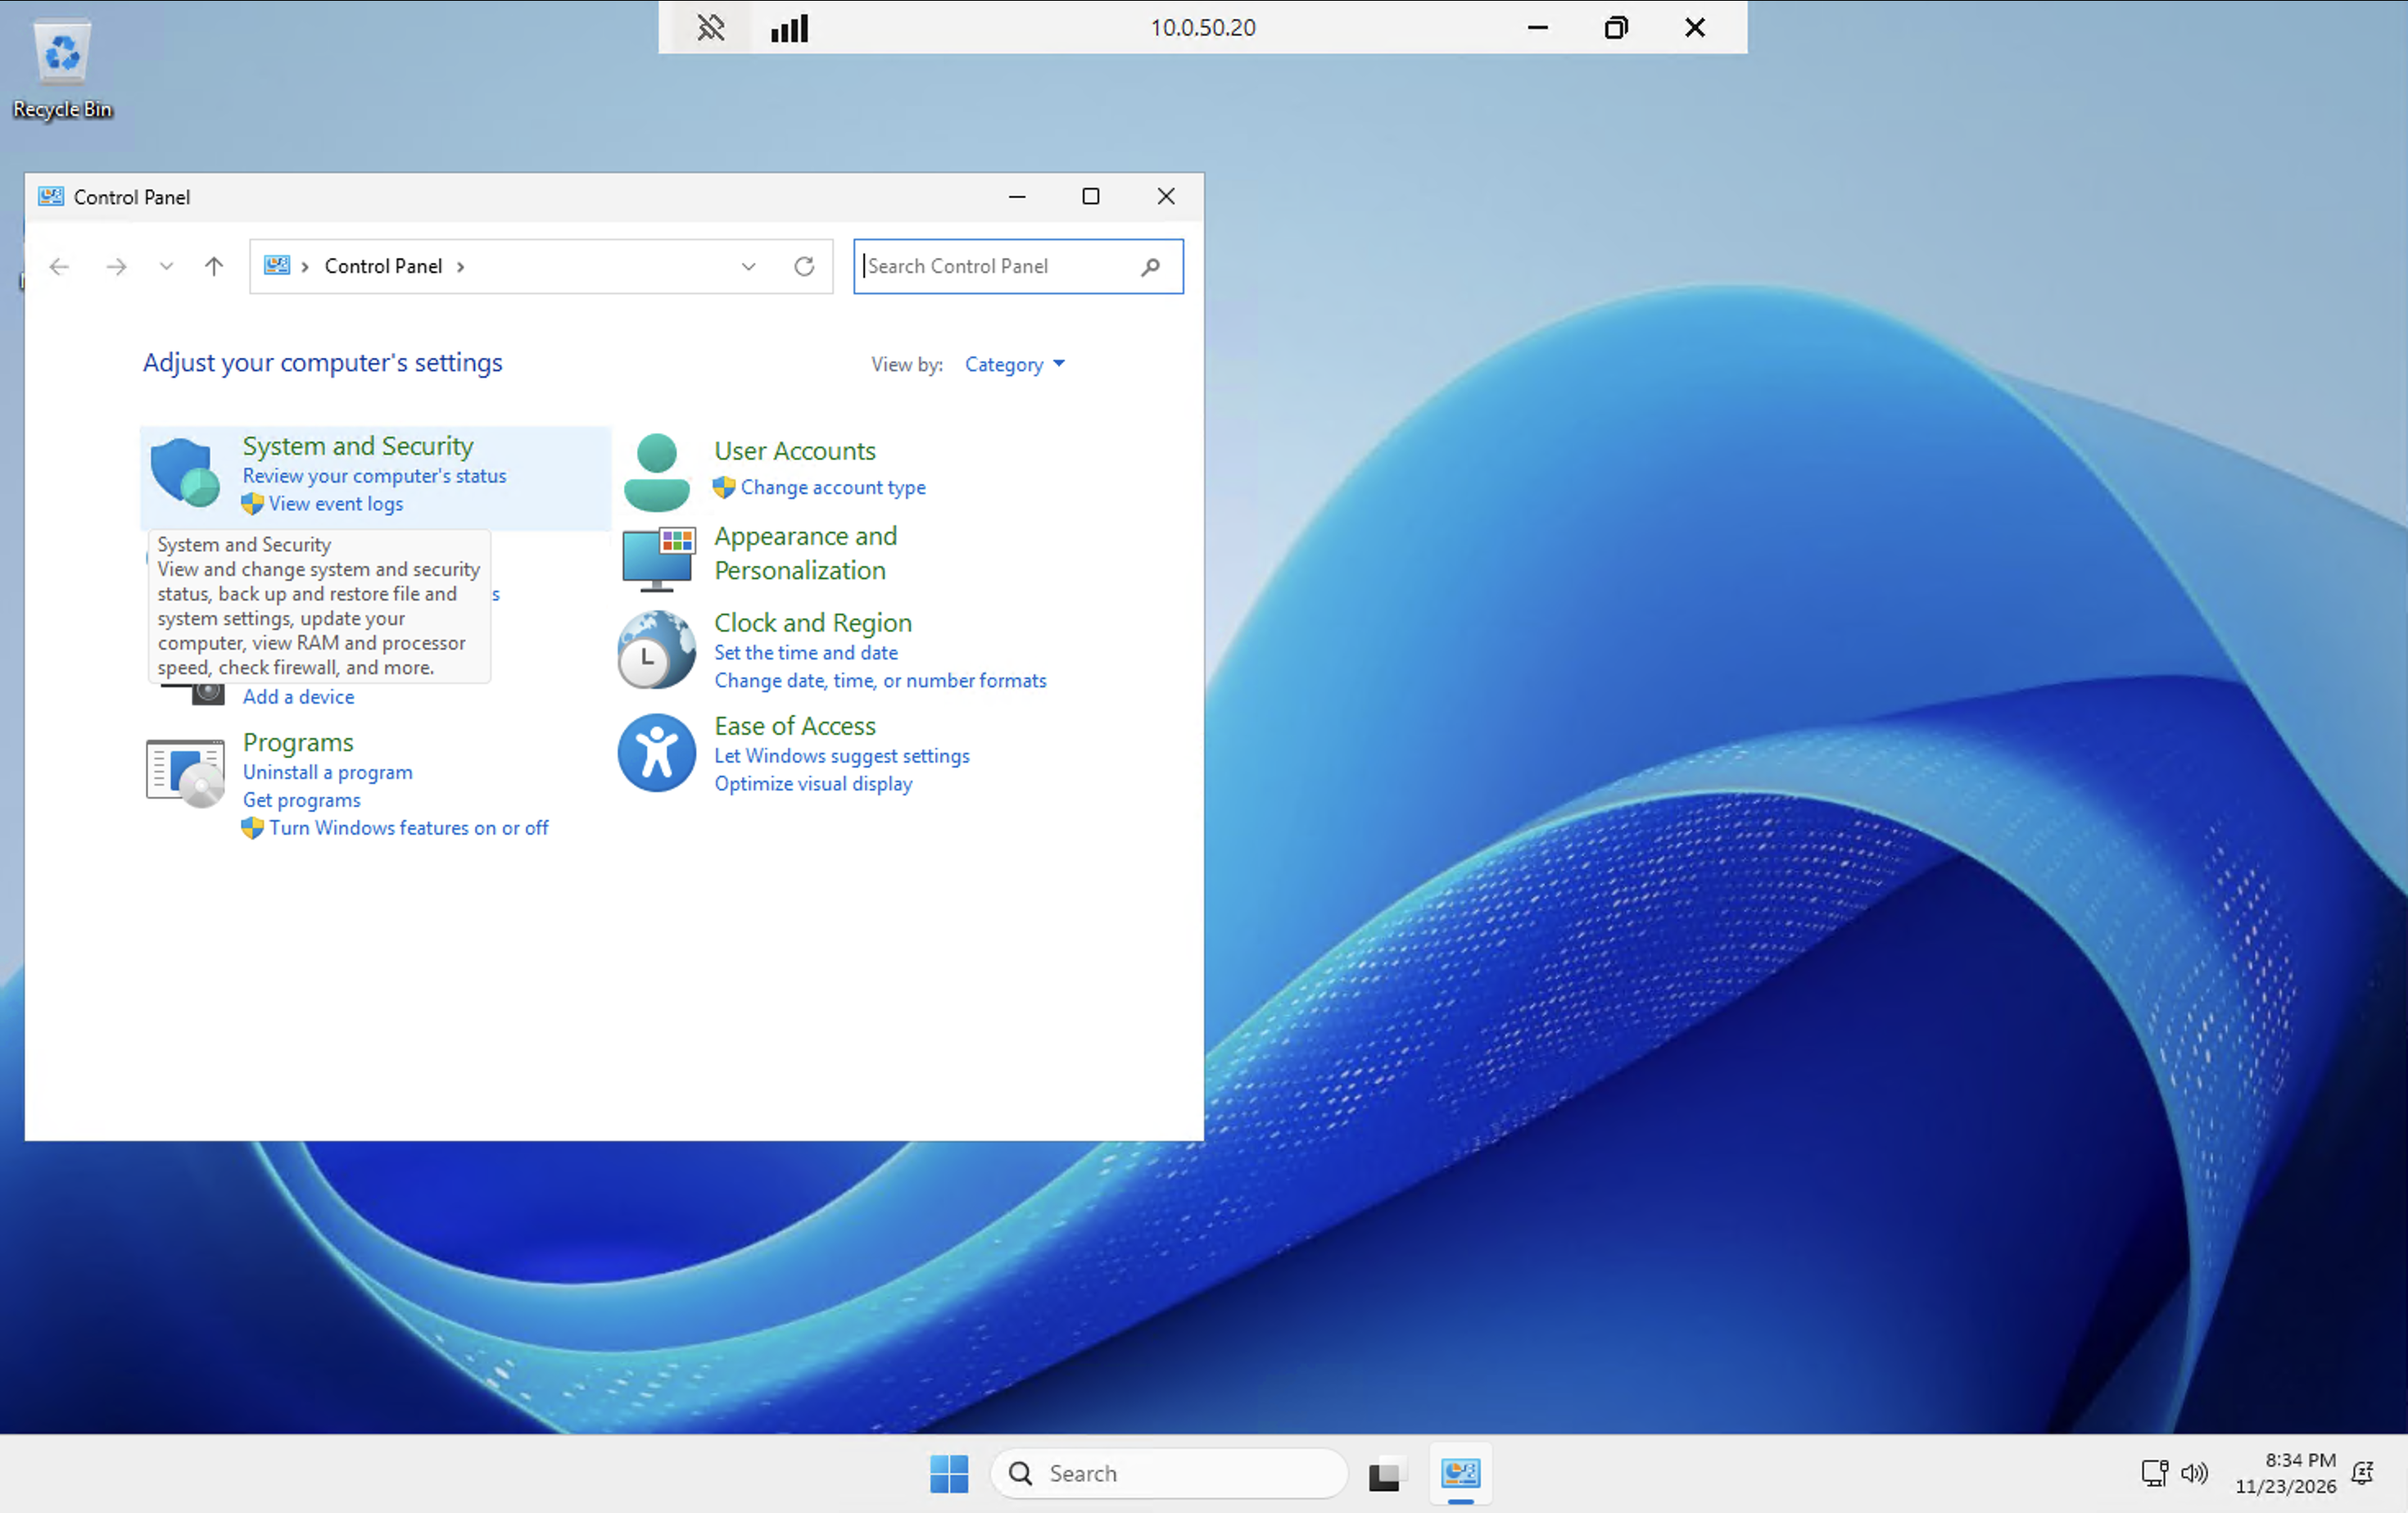 10.0.50.20
Recycle Bin
Control Panel
Control Panel
Search Control Panel
Adjust your computer's settings
View by: Category
System and Security
Review your computer's status
View event logs
System and Security
View and change system and security
status, back up and restore file and
system settings, update your
computer, view RAM and processor
speed, check firewall, and more.
s
Add a device
Programs
Uninstall a program
Get programs
Turn Windows features on or off
User Accounts
Change account type
Appearance and
Personalization
Clock and Region
Set the time and date
Change date, time, or number formats
Ease of Access
Let Windows suggest settings
Optimize visual display
Search
8:34 PM
11/23/2026